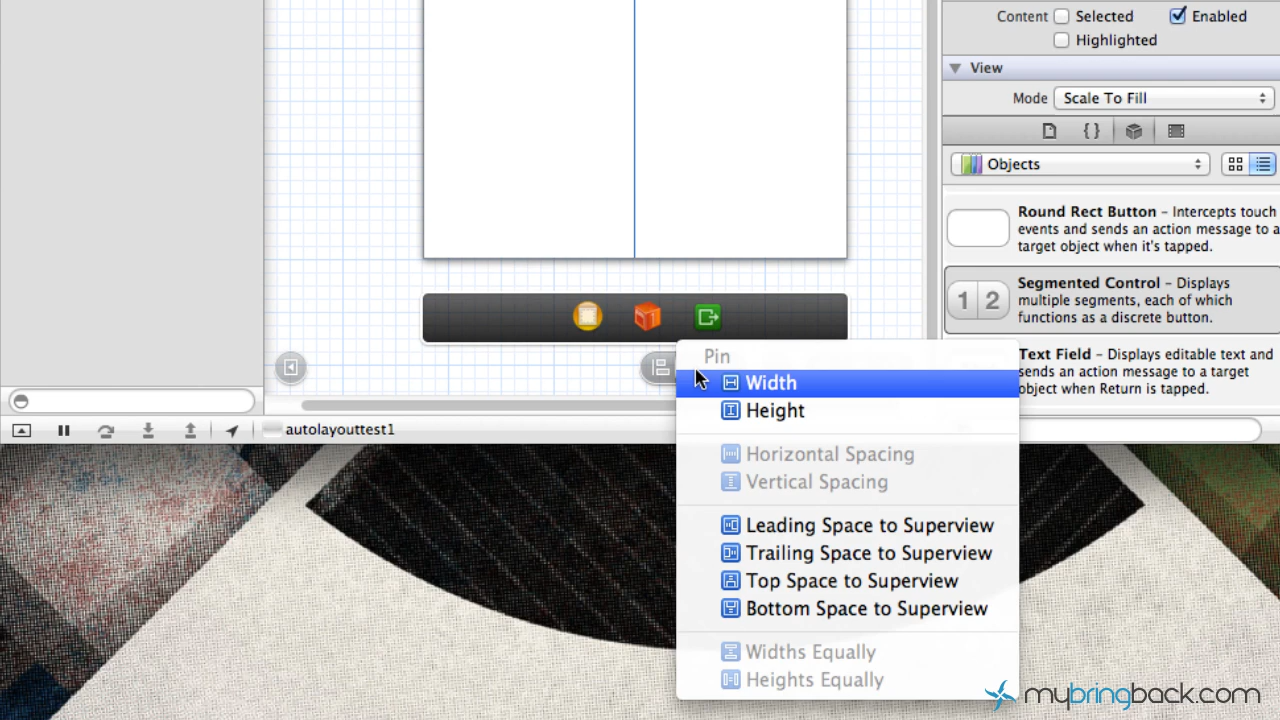 Content Selected Enabled
Highlighted
View
Mode Scale To Fill
{ }
Objects
Round Rect Button – Intercepts touch
events and sends an action message to a
target object when it's tapped.
1 2
Segmented Control – Displays
multiple segments, each of which
functions as a discrete button.
Text Field – Displays editable text and
sends an action message to a target
object when Return is tapped.
Pin
Width
Height
Horizontal Spacing
Vertical Spacing
Leading Space to Superview
Trailing Space to Superview
Top Space to Superview
Bottom Space to Superview
Widths Equally
Heights Equally
autolayouttest1
mybringback.com